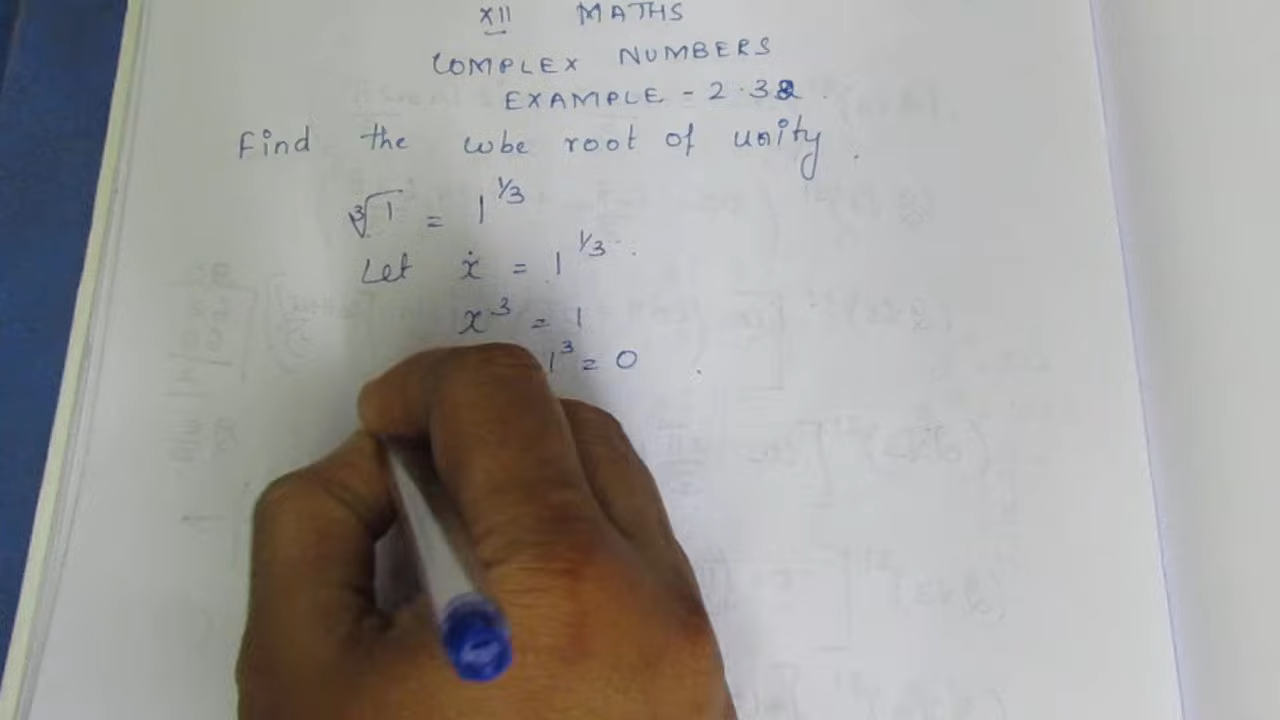 XII MATHS
COMPLEX NUMBERS
EXAMPLE - 2.32.
Find the cube root of unity.
∛1 = 1^1/3
Let x = 1^1/3.
x^3 = 1
1^3 = 0